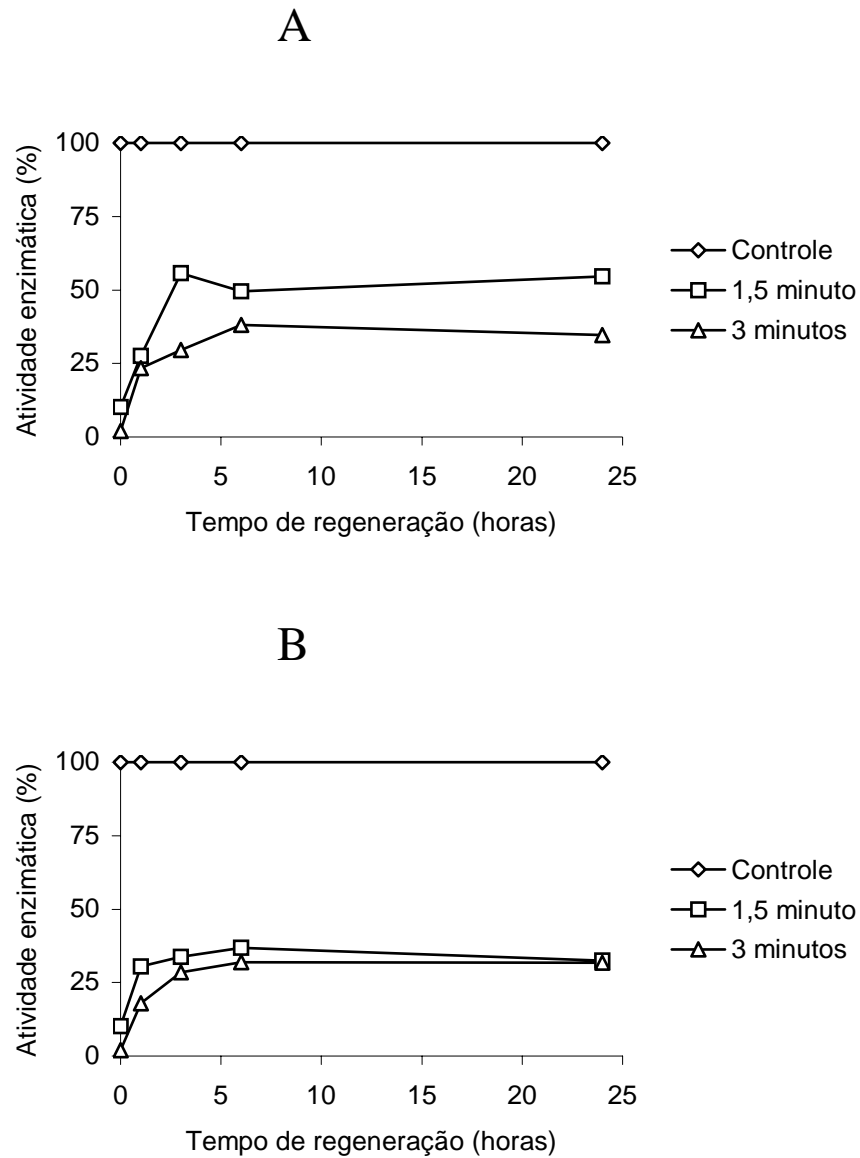 A
Atividade enzimática (%)
100
75
50
25
0
0 5 10 15 20 25
Tempo de regeneração (horas)
Controle
1,5 minuto
3 minutos
B
Atividade enzimática (%)
100
75
50
25
0
0 5 10 15 20 25
Tempo de regeneração (horas)
Controle
1,5 minuto
3 minutos